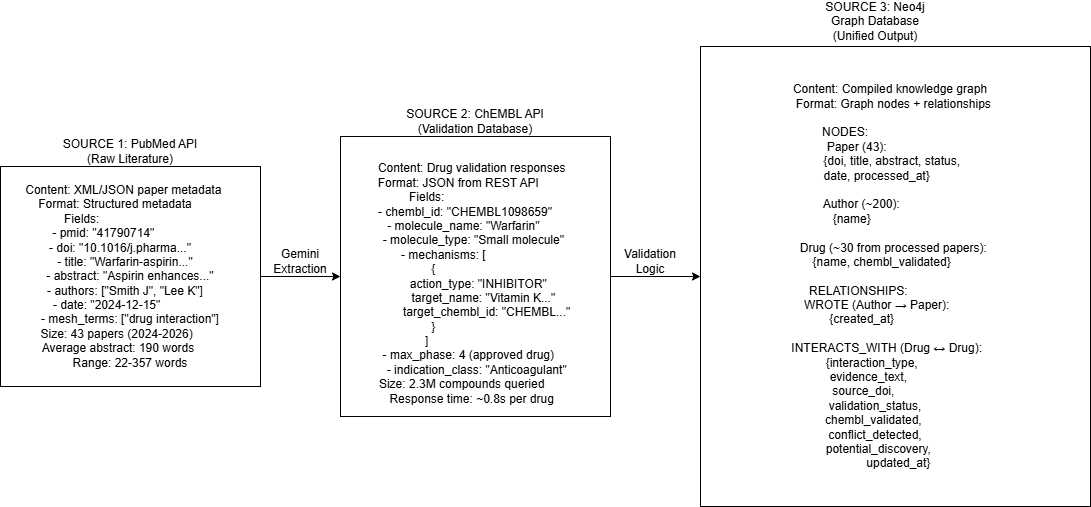 SOURCE 1: PubMed API
(Raw Literature)
Content: XML/JSON paper metadata
Format: Structured metadata
Fields:
- pmid: "41790714"
- doi: "10.1016/j.pharma..."
- title: "Warfarin-aspirin..."
- abstract: "Aspirin enhances..."
- authors: ["Smith J", "Lee K"]
- date: "2024-12-15"
- mesh_terms: ["drug interaction"]
Size: 43 papers (2024-2026)
Average abstract: 190 words
Range: 22-357 words
Gemini
Extraction
SOURCE 2: ChEMBL API
(Validation Database)
Content: Drug validation responses
Format: JSON from REST API
Fields:
- chembl_id: "CHEMBL1098659"
- molecule_name: "Warfarin"
- molecule_type: "Small molecule"
- mechanisms: [
{
action_type: "INHIBITOR"
target_name: "Vitamin K..."
target_chembl_id: "CHEMBL..."
}
]
- max_phase: 4 (approved drug)
- indication_class: "Anticoagulant"
Size: 2.3M compounds queried
Response time: ~0.8s per drug
Validation
Logic
SOURCE 3: Neo4j
Graph Database
(Unified Output)
Content: Compiled knowledge graph
Format: Graph nodes + relationships
NODES:
Paper (43):
{doi, title, abstract, status,
date, processed_at}
Author (~200):
{name}
Drug (~30 from processed papers):
{name, chembl_validated}
RELATIONSHIPS:
WROTE (Author → Paper):
{created_at}
INTERACTS_WITH (Drug ↔ Drug):
{interaction_type,
evidence_text,
source_doi,
validation_status,
chembl_validated,
conflict_detected,
potential_discovery,
updated_at}